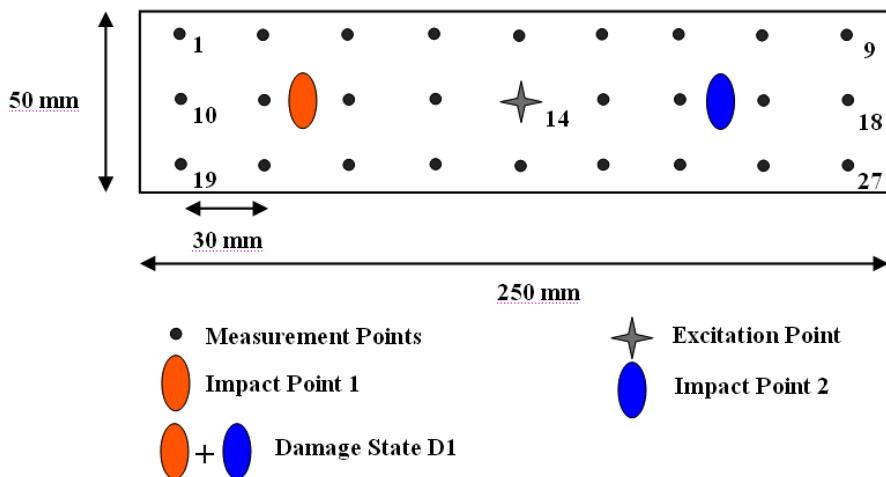 1
9
50 mm
10
14
18
19
27
30 mm
250 mm
Measurement Points
Excitation Point
Impact Point 1
Impact Point 2
+
Damage State D1